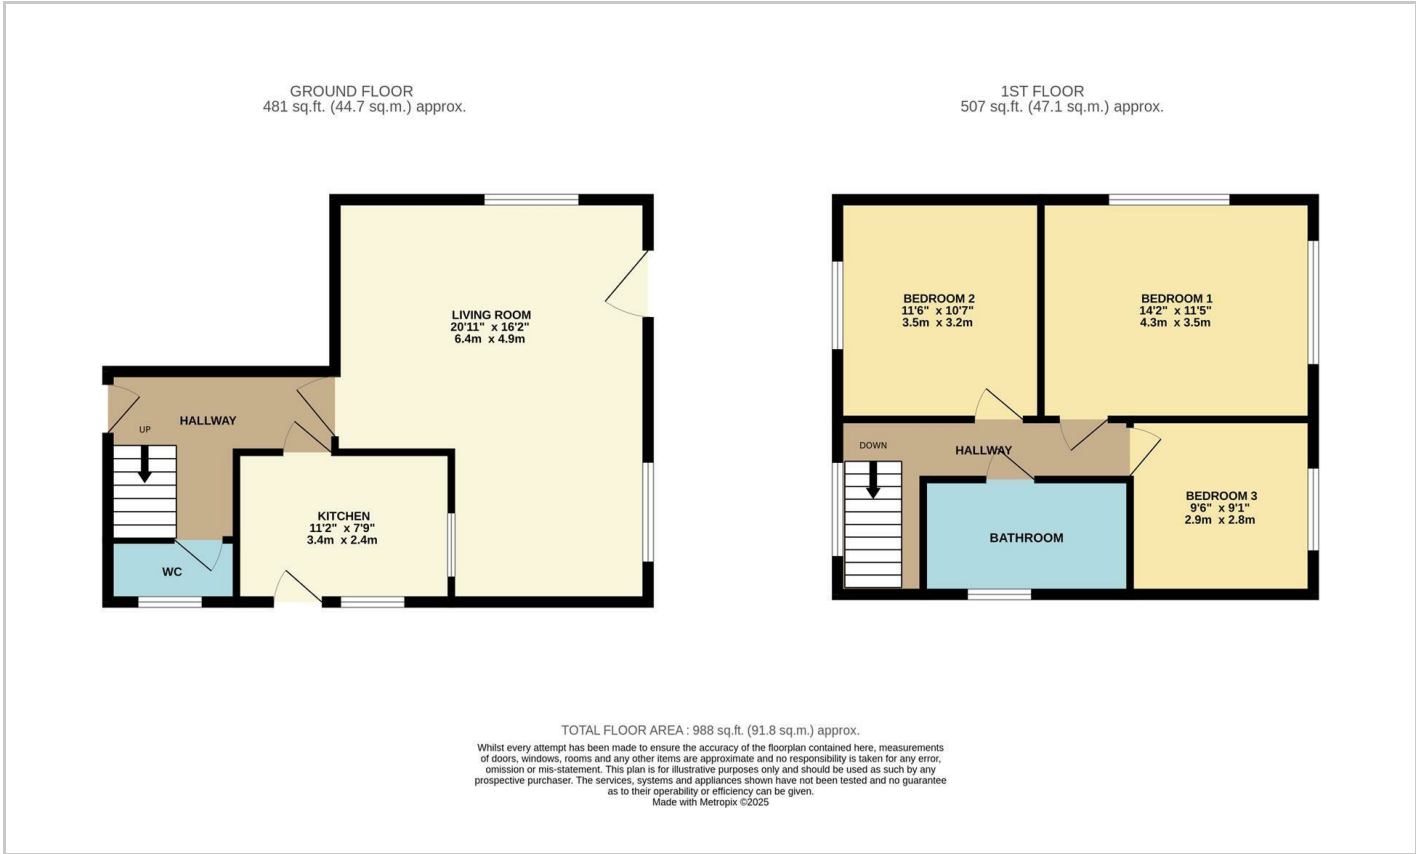 GROUND FLOOR
481 sq.ft. (44.7 sq.m.) approx.
1ST FLOOR
507 sq.ft. (47.1 sq.m.) approx.
LIVING ROOM
20'11" x 16'2"
6.4m x 4.9m
HALLWAY
UP
KITCHEN
11'2" x 7'9"
3.4m x 2.4m
WC
BEDROOM 2
11'6" x 10'7"
3.5m x 3.2m
BEDROOM 1
14'2" x 11'5"
4.3m x 3.5m
DOWN
HALLWAY
BEDROOM 3
9'6" x 9'1"
2.9m x 2.8m
BATHROOM
TOTAL FLOOR AREA : 988 sq.ft. (91.8 sq.m.) approx.
Whilst every attempt has been made to ensure the accuracy of the floorplan contained here, measurements
of doors, windows, rooms and any other items are approximate and no responsibility is taken for any error,
omission or mis-statement. This plan is for illustrative purposes only and should be used as such by any
prospective purchaser. The services, systems and appliances shown have not been tested and no guarantee
as to their operability or efficiency can be given.
Made with Metropix ©2025